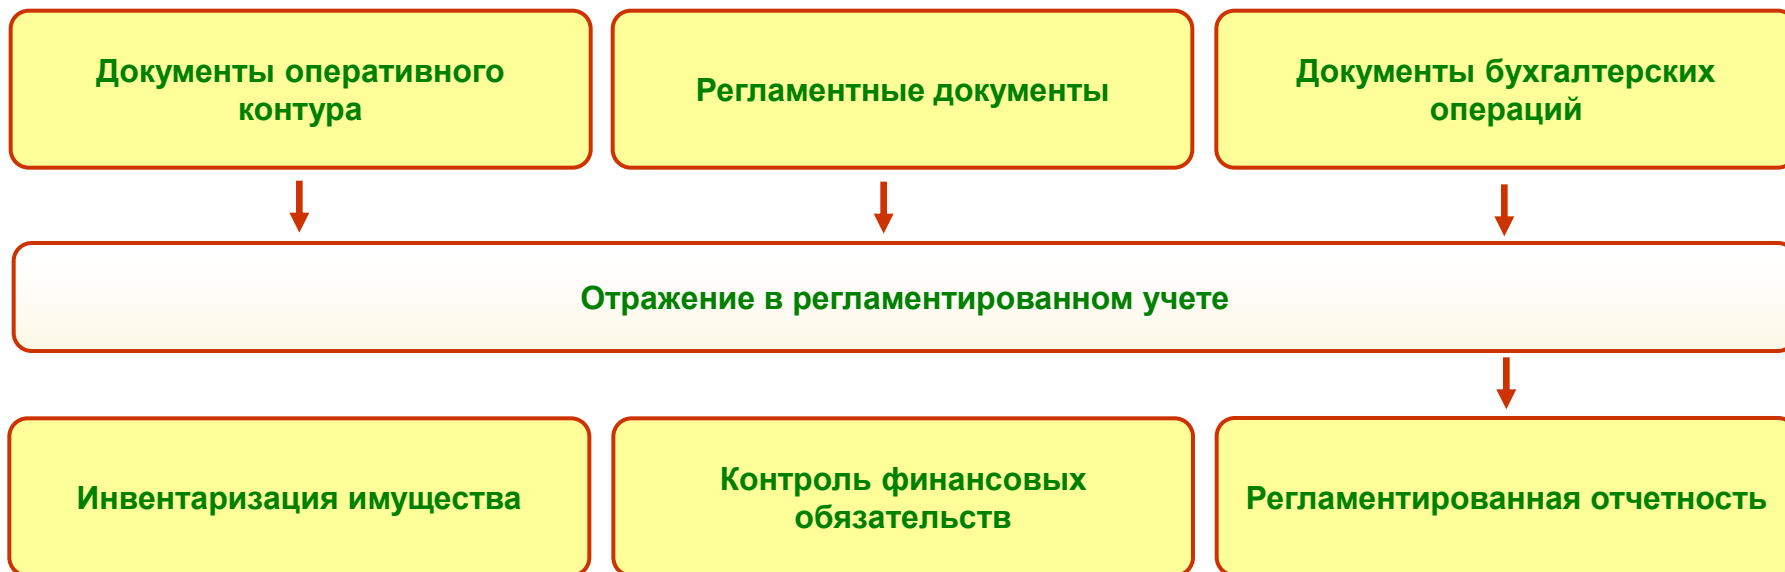 Документы оперативного
контура
Регламентные документы
Документы бухгалтерских
операций
Отражение в регламентированном учете
Инвентаризация имущества
Контроль финансовых
обязательств
Регламентированная отчетность